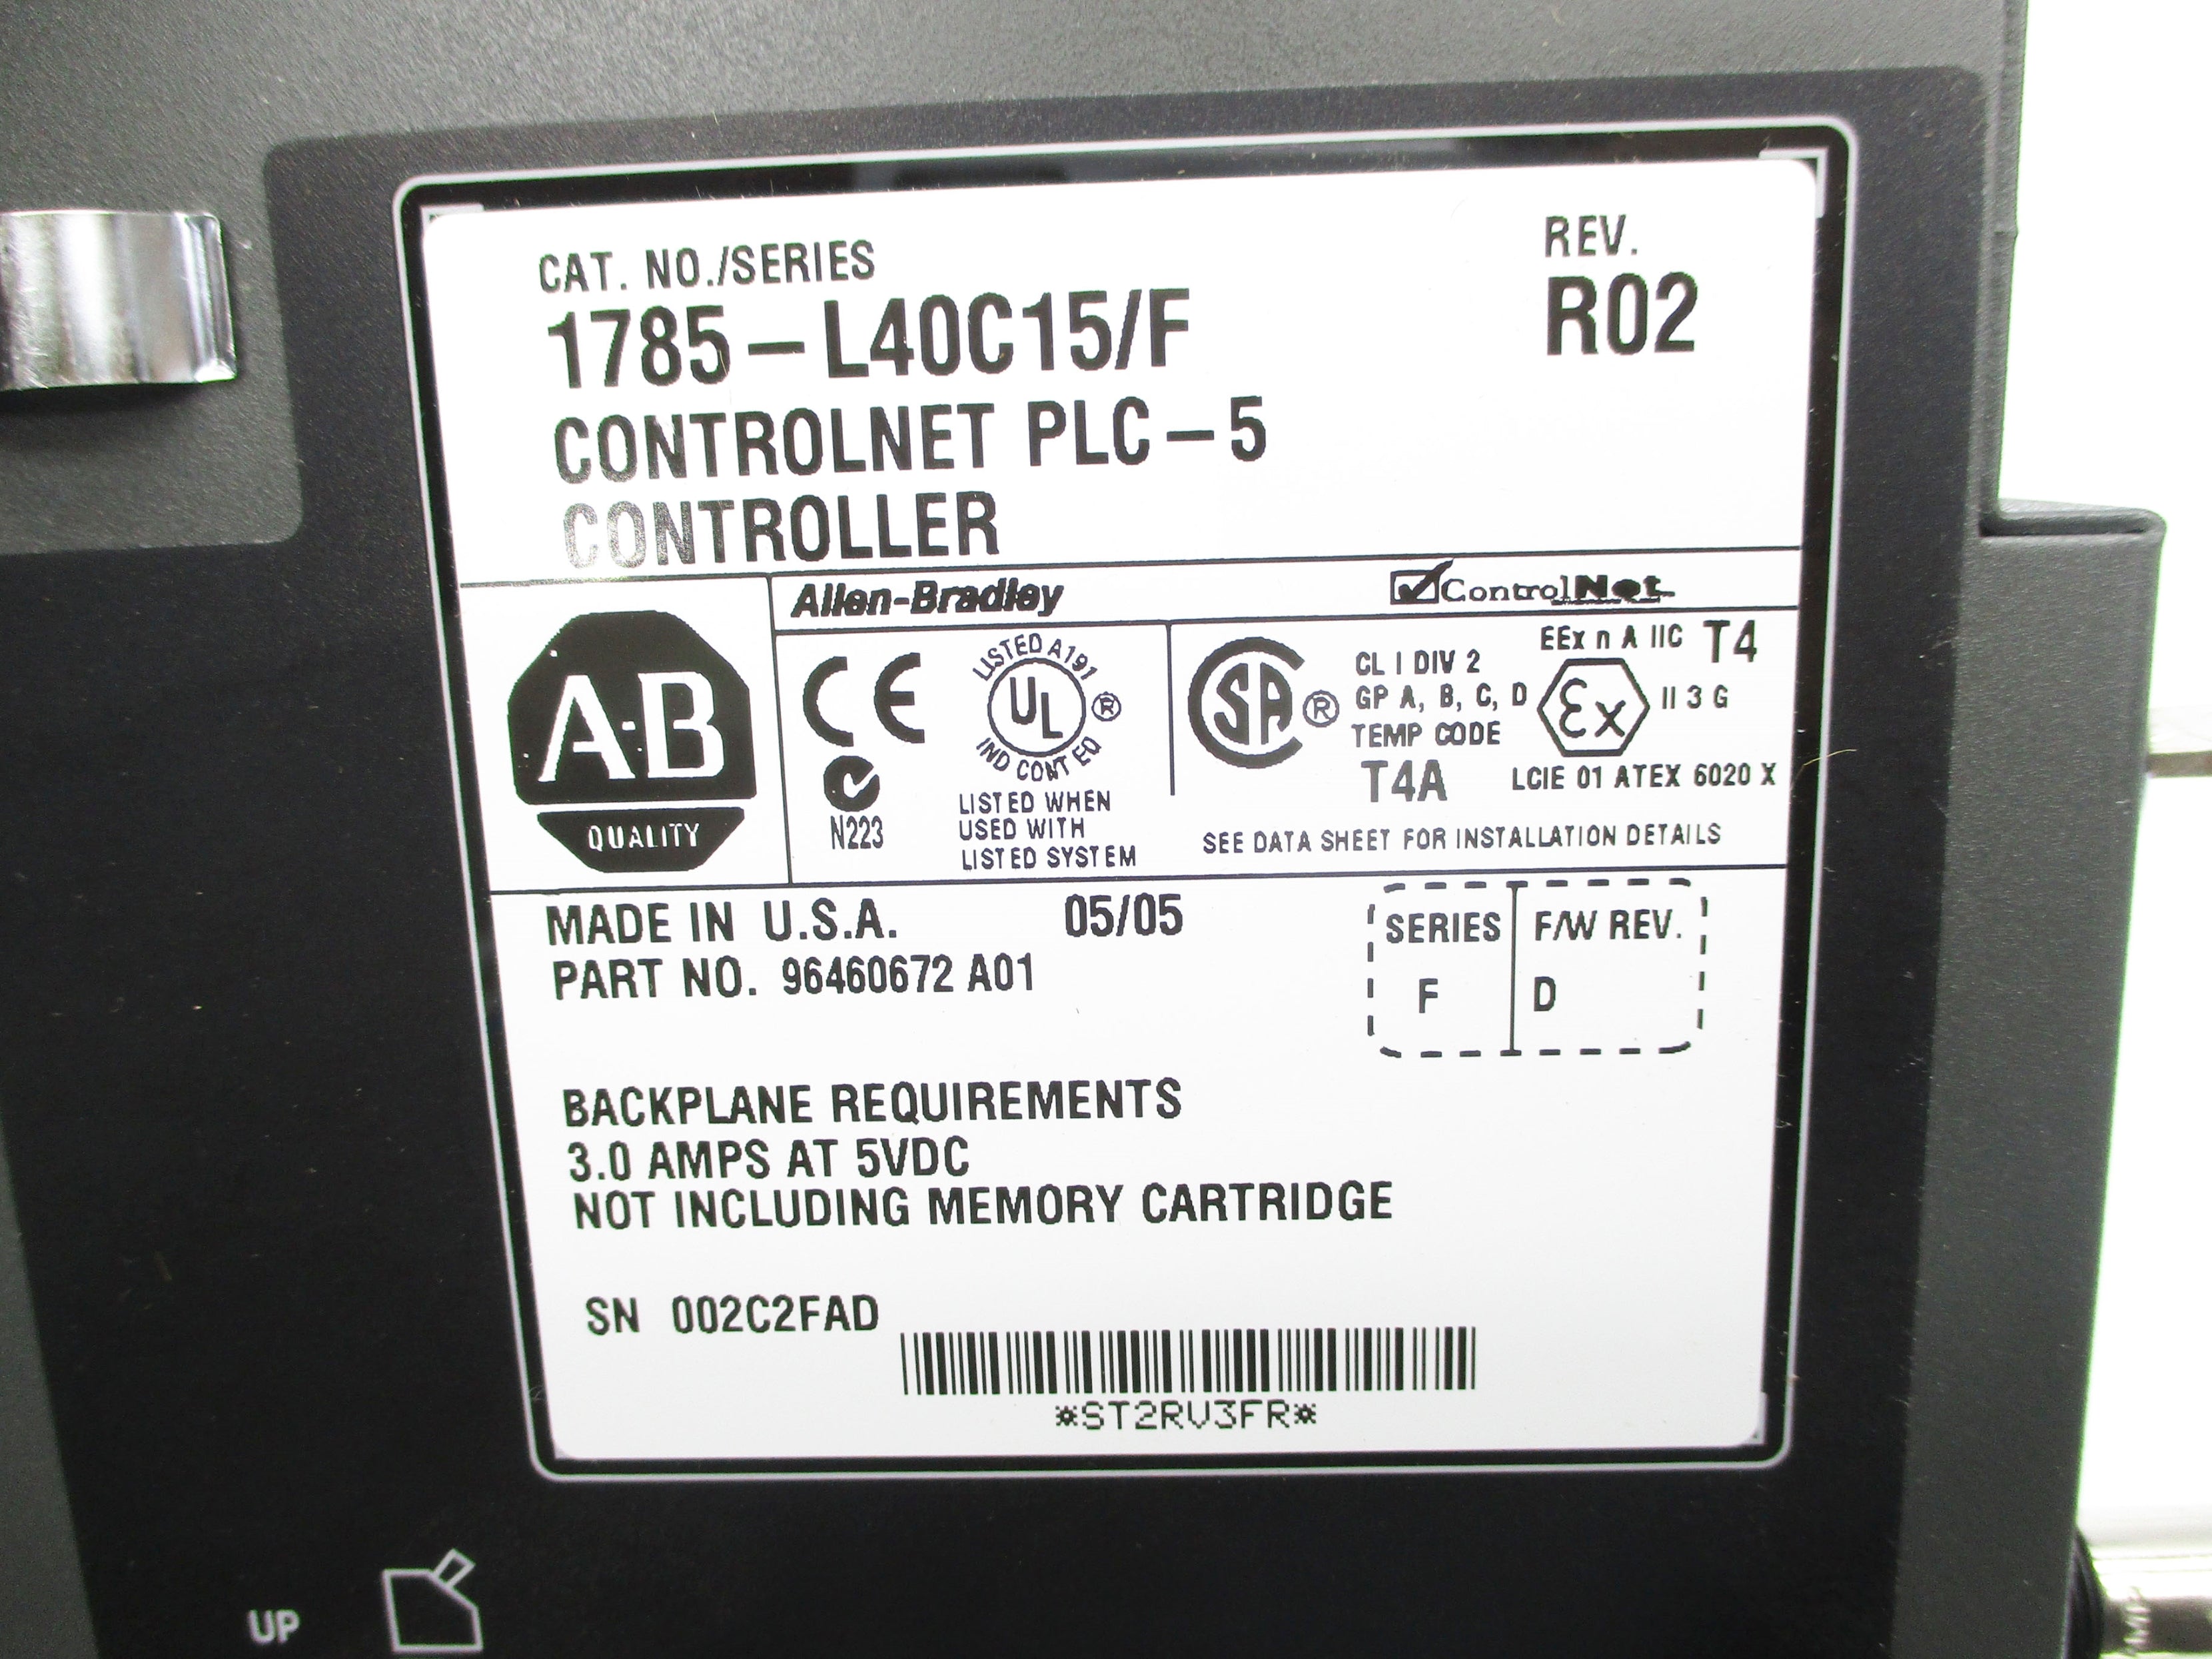 CAT. NO./SERIES
REV.
1785-L40C15/F
R02
CONTROLNET PLC-5
CONTROLLER
Allen-Bradley
ControlNet
A-B
QUALITY
CE
N223
LISTED A191
UL ®
IND CONT EQ
LISTED WHEN
USED WITH
LISTED SYSTEM
SA ®
CL I DIV 2
GP A, B, C, D
TEMP CODE
T4A
EEx n A IIC T4
Ex II 3 G
LCIE 01 ATEX 6020 X
SEE DATA SHEET FOR INSTALLATION DETAILS
MADE IN U.S.A. 05/05
PART NO. 96460672 A01
SERIES F/W REV.
F D
BACKPLANE REQUIREMENTS
3.0 AMPS AT 5VDC
NOT INCLUDING MEMORY CARTRIDGE
SN 002C2FAD
*ST2RV3FR*
UP